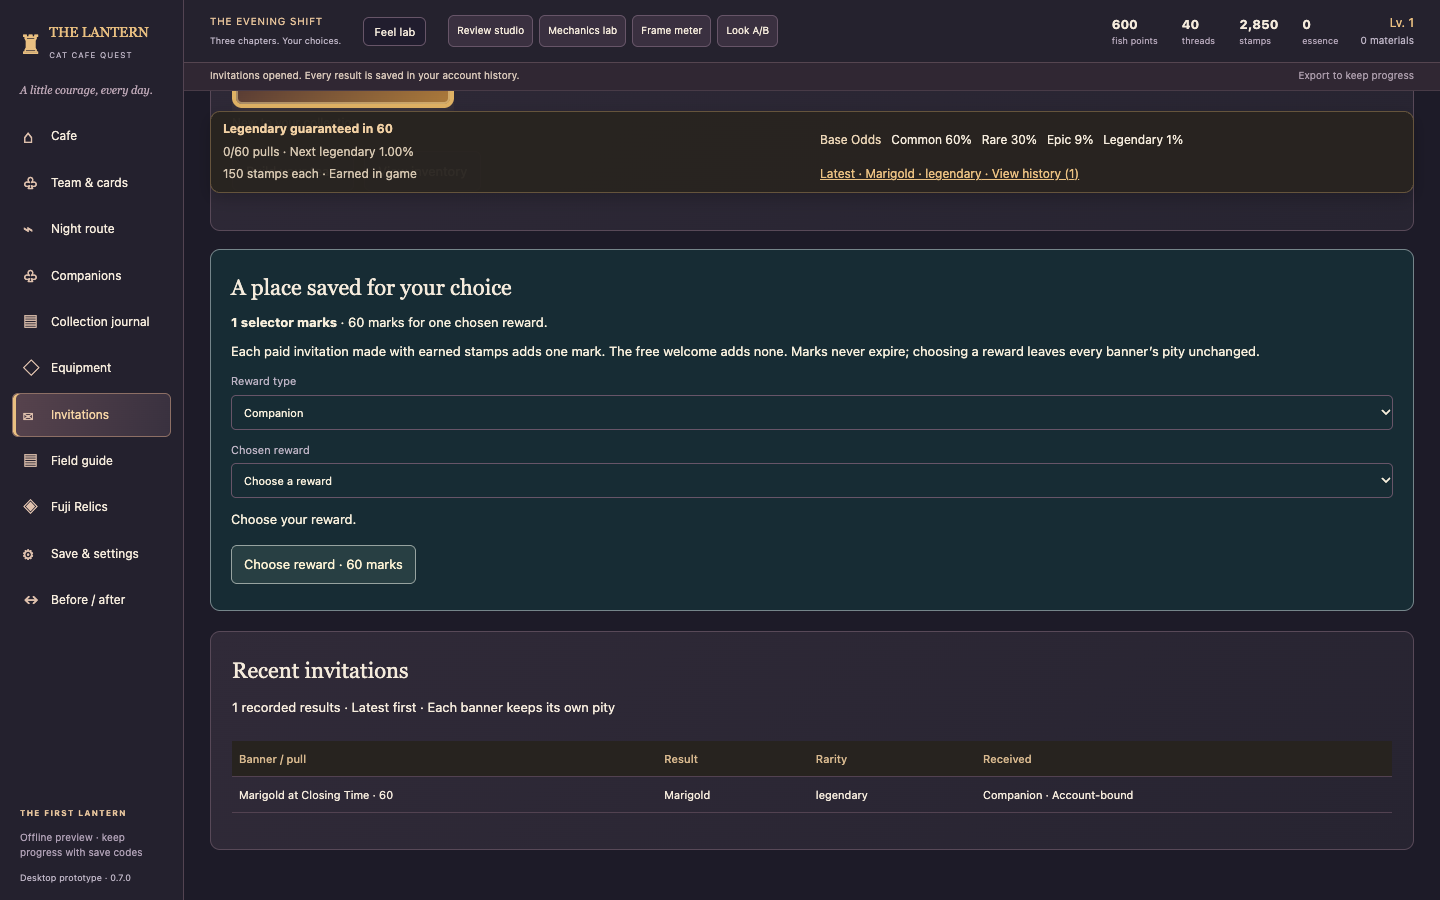 THE LANTERN
CAT CAFE QUEST
A little courage, every day.
Cafe
Team & cards
Night route
Companions
Collection journal
Equipment
Invitations
Field guide
Fuji Relics
Save & settings
Before / after
THE FIRST LANTERN
Offline preview · keep
progress with save codes
Desktop prototype · 0.7.0
THE EVENING SHIFT
Three chapters. Your choices.
Feel lab
Review studio
Mechanics lab
Frame meter
Look A/B
600
fish points
40
threads
2,850
stamps
0
essence
Lv. 1
0 materials
Invitations opened. Every result is saved in your account history.
Export to keep progress
Legendary guaranteed in 60
0/60 pulls · Next legendary 1.00%
150 stamps each · Earned in game
Base Odds Common 60% Rare 30% Epic 9% Legendary 1%
Latest · Marigold · legendary · View history (1)
A place saved for your choice
1 selector marks · 60 marks for one chosen reward.
Each paid invitation made with earned stamps adds one mark. The free welcome adds none. Marks never expire; choosing a reward leaves every banner’s pity unchanged.
Reward type
Companion
Chosen reward
Choose a reward
Choose your reward.
Choose reward · 60 marks
Recent invitations
1 recorded results · Latest first · Each banner keeps its own pity
Banner / pull Result Rarity Received
Marigold at Closing Time · 60 Marigold legendary Companion · Account-bound